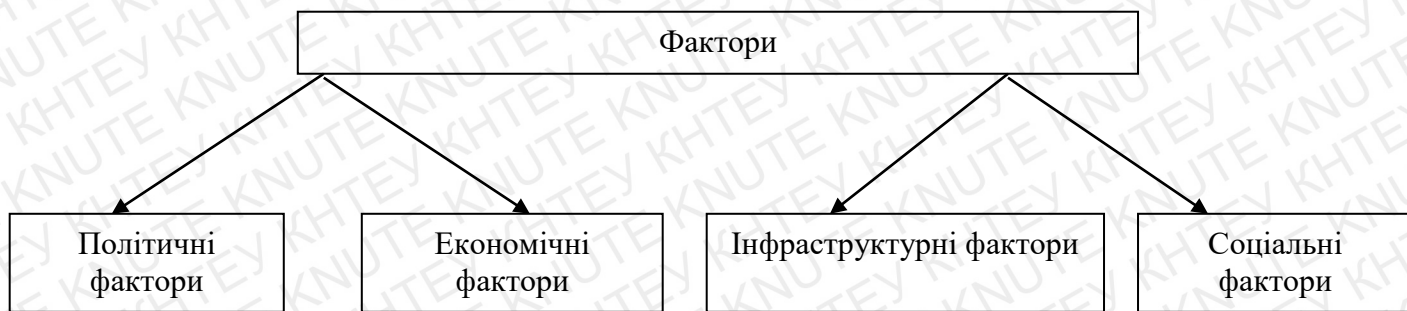 Фактори
Політичні
фактори
Економічні
фактори
Інфраструктурні фактори
Соціальні
фактори